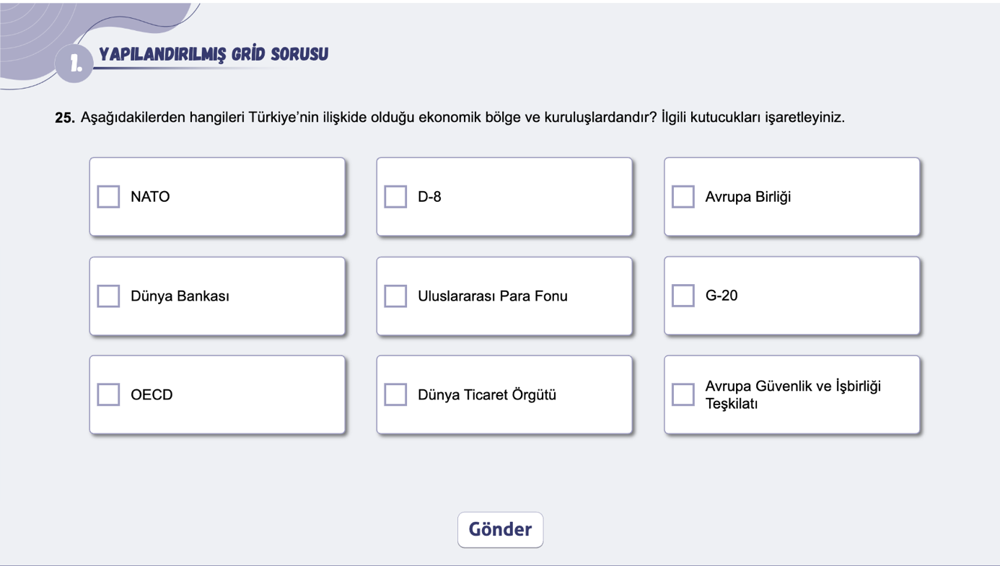 1.
YAPILANDIRILMIŞ GRİD SORUSU
25. Aşağıdakilerden hangileri Türkiye’nin ilişkide olduğu ekonomik bölge ve kuruluşlardandır? İlgili kutucukları işaretleyiniz.
NATO
D-8
Avrupa Birliği
Dünya Bankası
Uluslararası Para Fonu
G-20
OECD
Dünya Ticaret Örgütü
Avrupa Güvenlik ve İşbirliği
Teşkilatı
Gönder